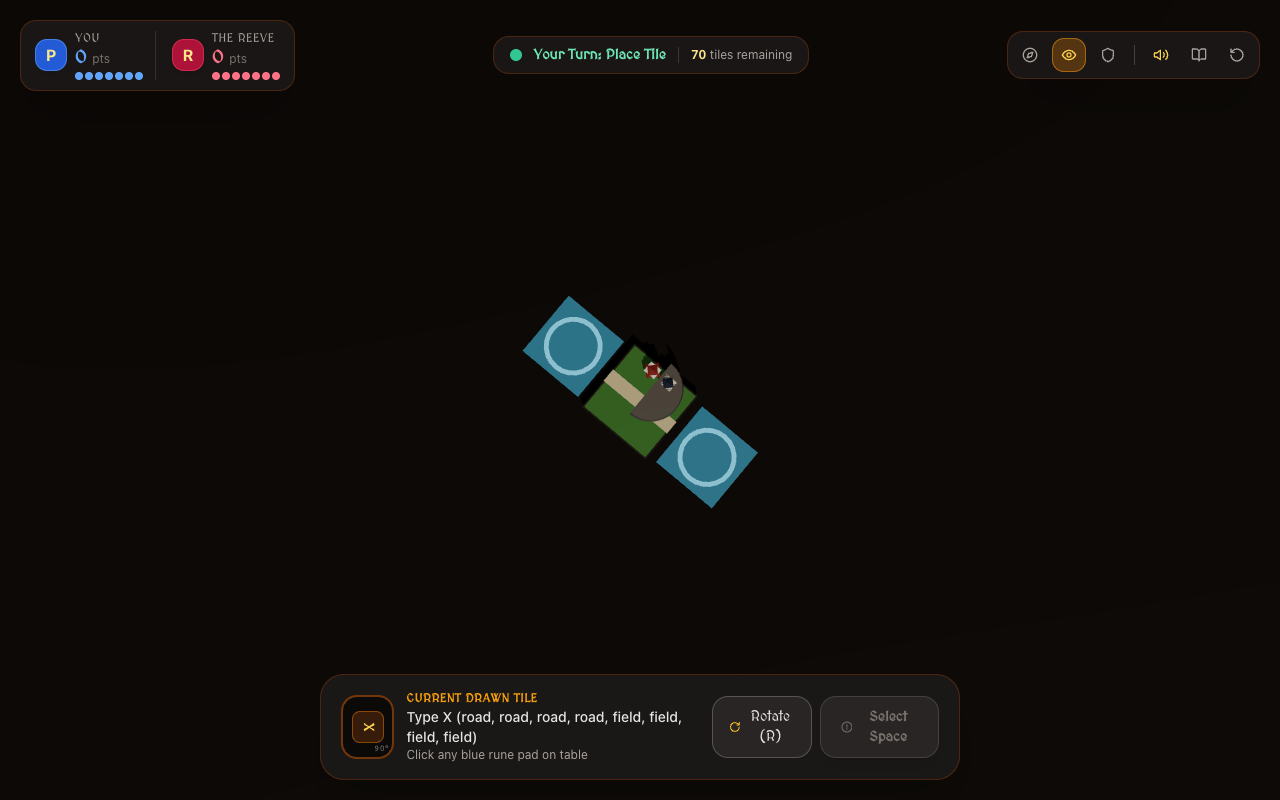 P
YOU
0 pts
R
THE REEVE
0 pts
Your Turn: Place Tile
70 tiles remaining
X
90°
CURRENT DRAWN TILE
Type X (road, road, road, road, field, field,
field, field)
Click any blue rune pad on table
Rotate
(R)
Select
Space